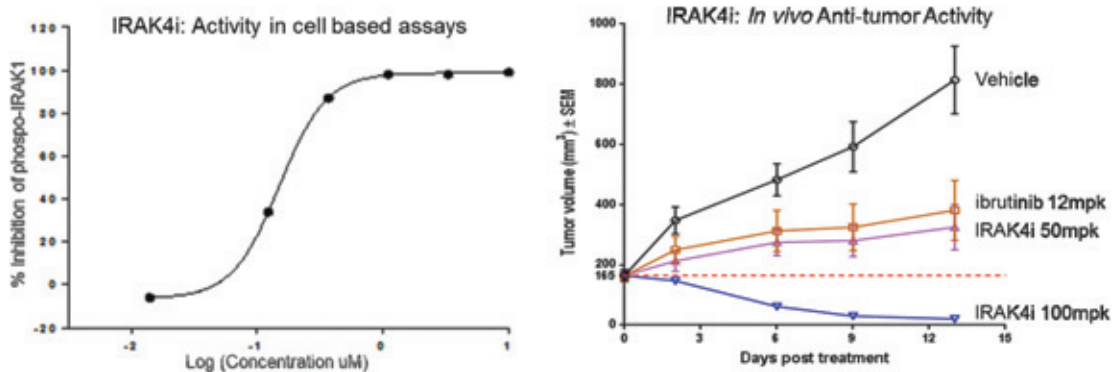 IRAK4i: Activity in cell based assays
% Inhibition of phospo-IRAK1
120
100
80
60
40
20
0
-20
-2
-1
0
1
Log (Concentration uM)
IRAK4i: In vivo Anti-tumor Activity
Tumor volume (mm³) ± SEM
1000
800
600
400
200
165
0
0
3
6
9
12
15
Days post treatment
Vehicle
ibrutinib 12mpk
IRAK4i 50mpk
IRAK4i 100mpk